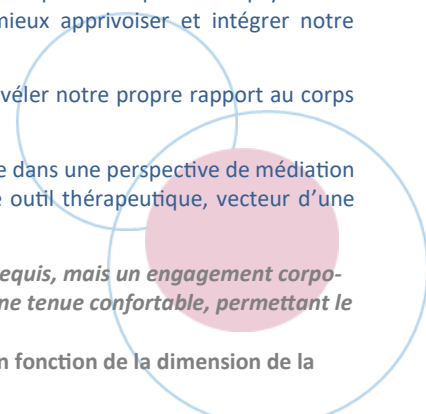 mieux apprivoiser et intégrer notre
véler notre propre rapport au corps
e dans une perspective de médiation
e outil thérapeutique, vecteur d’une
equis, mais un engagement corpo-
ne tenue confortable, permettant le
n fonction de la dimension de la